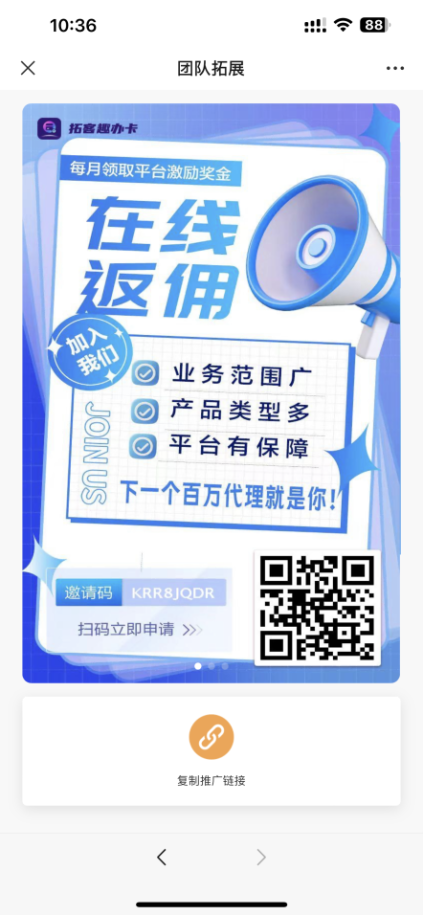 10:36
88
团队拓展
拓客趣办卡
每月领取平台激励奖金
在线
返佣
加入
我们
业务范围广
产品类型多
平台有保障
JOIN US
下一个百万代理就是你!
邀请码 KRR8JQDR
扫码立即申请 >>>
复制推广链接